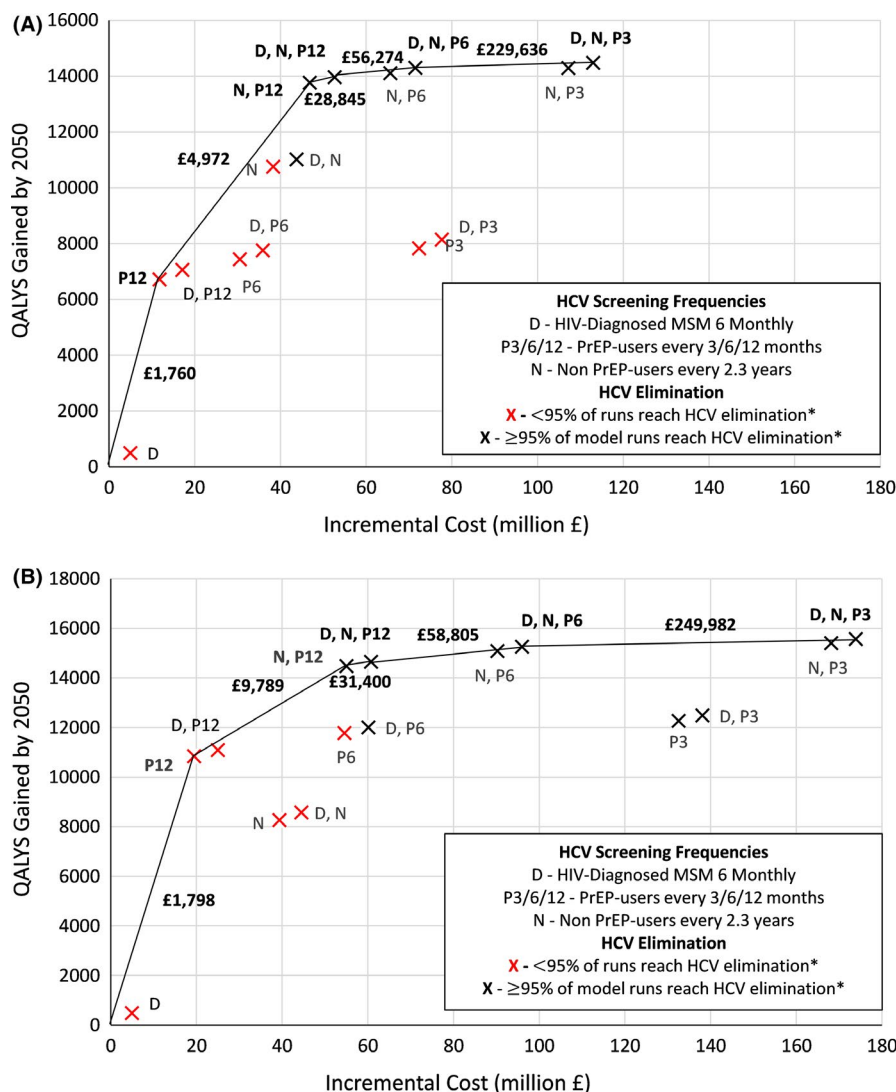 (A)
QALYS Gained by 2050
16000
14000
12000
10000
8000
6000
4000
2000
0
D, N, P12
£56,274
D, N, P6
£229,636
D, N, P3
N, P12
£28,845
N, P6
N, P3
£4,972
N
D, N
D, P6
D, P3
P3
P12
D, P12
P6
£1,760
D
HCV Screening Frequencies
D - HIV-Diagnosed MSM 6 Monthly
P3/6/12 - PrEP-users every 3/6/12 months
N - Non PrEP-users every 2.3 years
HCV Elimination
X - <95% of runs reach HCV elimination*
X - ≥95% of model runs reach HCV elimination*
0 20 40 60 80 100 120 140 160 180
Incremental Cost (million £)
(B)
QALYS Gained by 2050
18000
16000
14000
12000
10000
8000
6000
4000
2000
0
D, N, P12
£58,805
D, N, P6
£249,982
D, N, P3
N, P12
£31,400
N, P6
N, P3
£9,789
D, P12
D, P6
D, P3
P12
P6
P3
N
D, N
£1,798
D
HCV Screening Frequencies
D - HIV-Diagnosed MSM 6 Monthly
P3/6/12 - PrEP-users every 3/6/12 months
N - Non PrEP-users every 2.3 years
HCV Elimination
X - <95% of runs reach HCV elimination*
X - ≥95% of model runs reach HCV elimination*
0 20 40 60 80 100 120 140 160 180
Incremental Cost (million £)